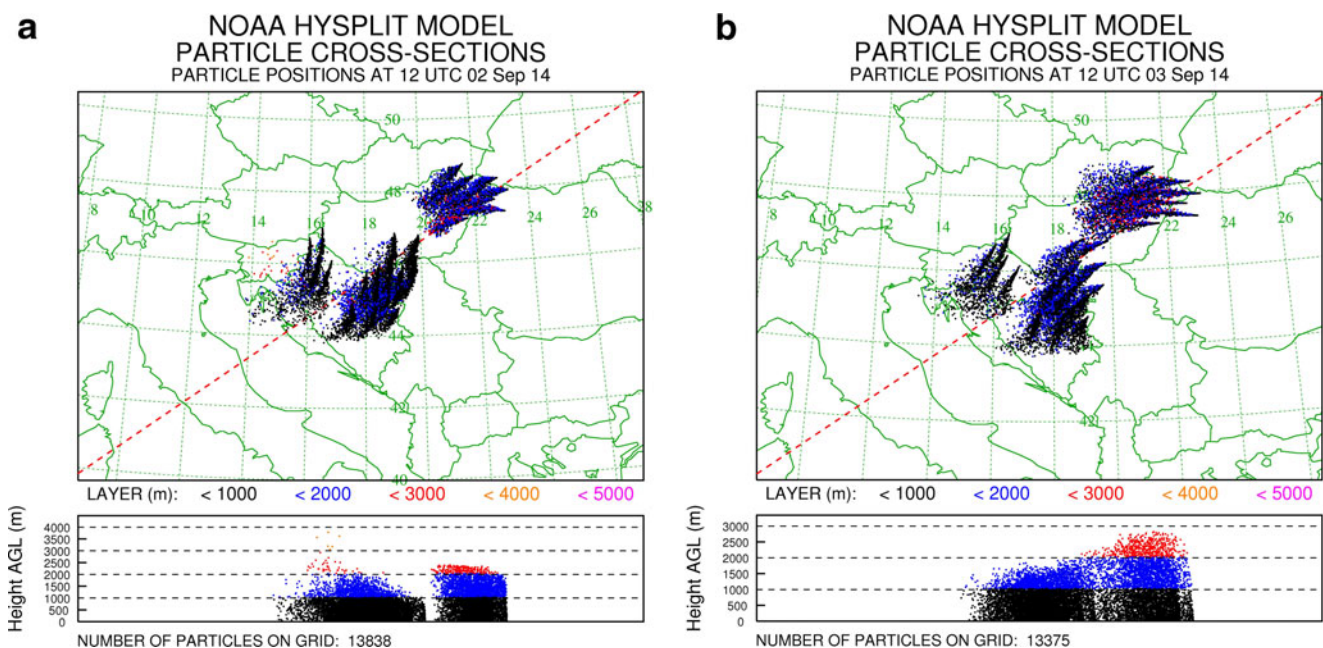 a
NOAA HYSPLIT MODEL
PARTICLE CROSS-SECTIONS
PARTICLE POSITIONS AT 12 UTC 02 Sep 14
50
48
8 10 12 14 16 18 20 22 24 26 28
44
42
40
LAYER (m): < 1000 < 2000 < 3000 < 4000 < 5000
Height AGL (m)
4000
3500
3000
2500
2000
1500
1000
500
0
NUMBER OF PARTICLES ON GRID: 13838
b
NOAA HYSPLIT MODEL
PARTICLE CROSS-SECTIONS
PARTICLE POSITIONS AT 12 UTC 03 Sep 14
50
8 10 12 14 16 18 20 22 24 26
42
LAYER (m): < 1000 < 2000 < 3000 < 4000 < 5000
Height AGL (m)
3000
2500
2000
1500
1000
500
0
NUMBER OF PARTICLES ON GRID: 13375